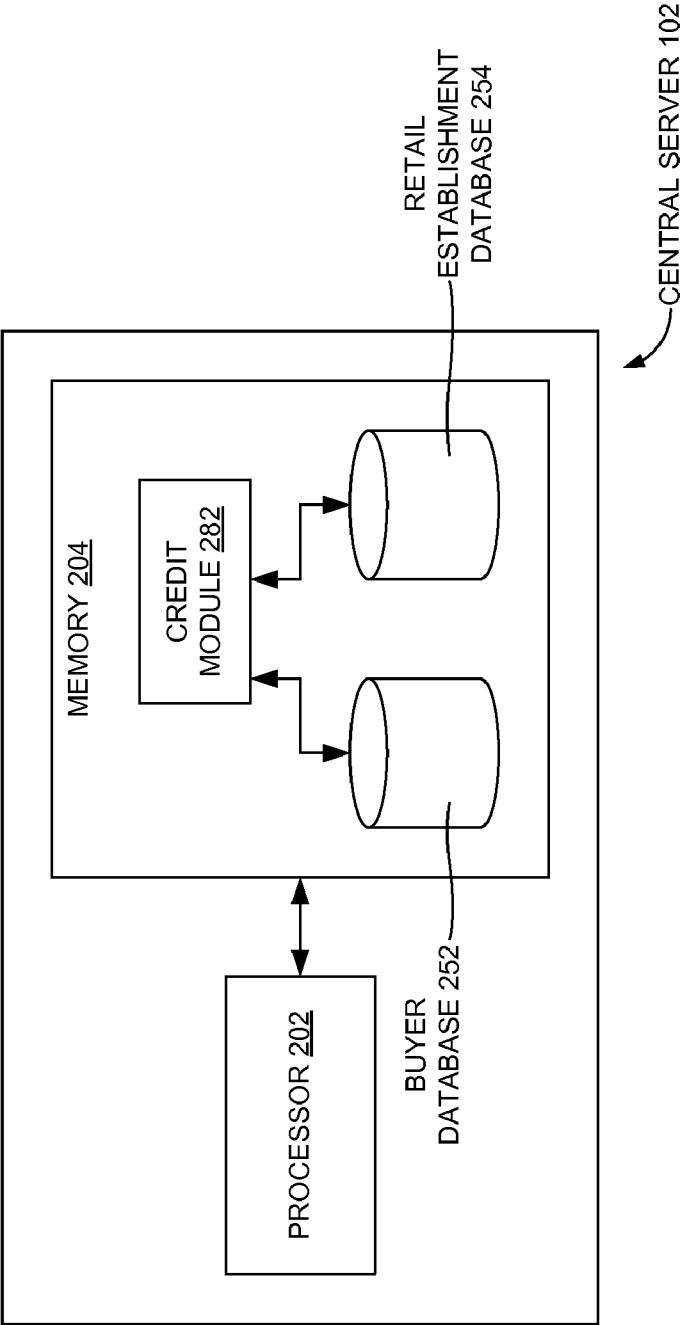 MEMORY 204
CREDIT
MODULE 282
PROCESSOR 202
BUYER
DATABASE 252
RETAIL
ESTABLISHMENT
DATABASE 254
CENTRAL SERVER 102